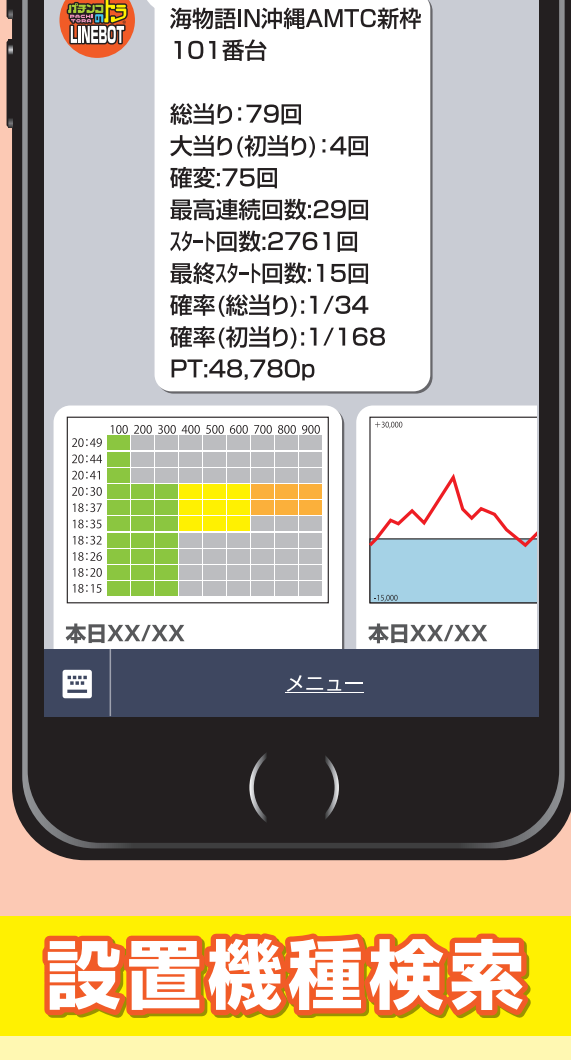 パチンコ
PACHI
TORA
のトラ
LINEBOT
海物語IN沖縄AMTC新枠
101番台
総当り:79回
大当り(初当り):4回
確変:75回
最高連続回数:29回
スタート回数:2761回
最終スタート回数:15回
確率(総当り):1/34
確率(初当り):1/168
PT:48,780p
100 200 300 400 500 600 700 800 900
20:49
20:44
20:41
20:30
18:37
18:35
18:32
18:26
18:20
18:15
本日XX/XX
+30,000
-15,000
本日XX/XX
メニュー
設置機種検索